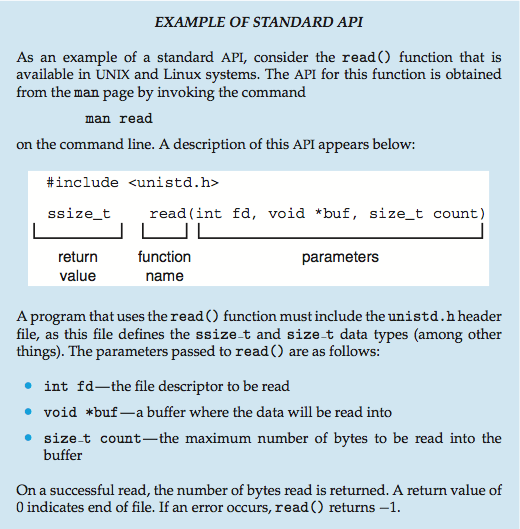 EXAMPLE OF STANDARD API
As an example of a standard API, consider the read() function that is
available in UNIX and Linux systems. The API for this function is obtained
from the man page by invoking the command
man read
on the command line. A description of this API appears below:
#include <unistd.h>
ssize_t read(int fd, void *buf, size_t count)
return function parameters
value name
A program that uses the read() function must include the unistd.h header
file, as this file defines the ssize_t and size_t data types (among other
things). The parameters passed to read() are as follows:
• int fd—the file descriptor to be read
• void *buf—a buffer where the data will be read into
• size_t count—the maximum number of bytes to be read into the
buffer
On a successful read, the number of bytes read is returned. A return value of
0 indicates end of file. If an error occurs, read() returns −1.